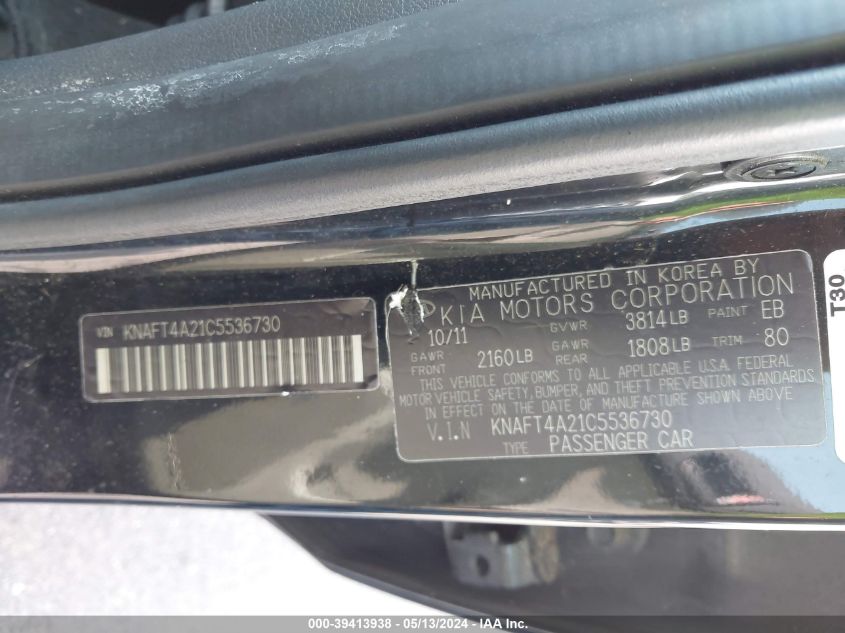 VIN KNAFT4A21C5536730
MANUFACTURED IN KOREA BY
KIA MOTORS CORPORATION
10/11 GVWR 3814 LB PAINT EB
GAWR FRONT 2160 LB GAWR REAR 1808 LB TRIM 80
THIS VEHICLE CONFORMS TO ALL APPLICABLE U.S.A. FEDERAL
MOTOR VEHICLE SAFETY, BUMPER, AND THEFT PREVENTION STANDARDS
IN EFFECT ON THE DATE OF MANUFACTURE SHOWN ABOVE
V.I.N KNAFT4A21C5536730
TYPE PASSENGER CAR
T30
000-39413938 - 05/13/2024 - IMPACT AUTO AUCTIONS